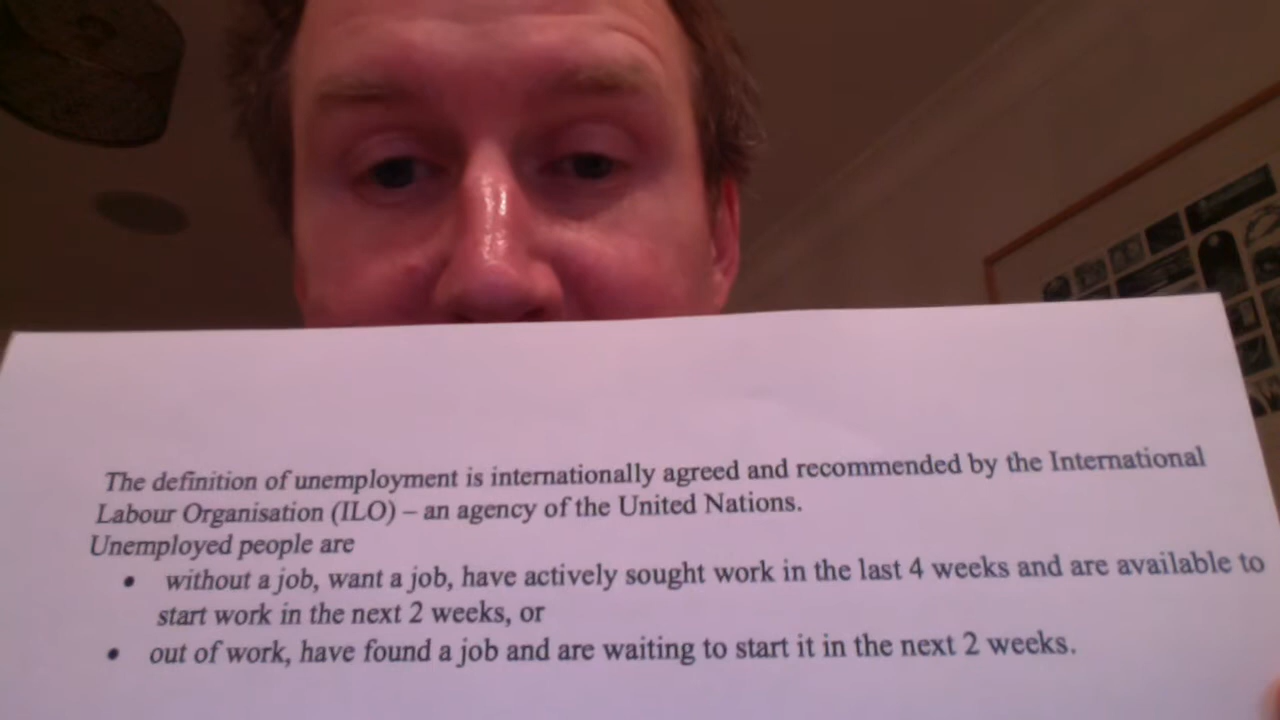 The definition of unemployment is internationally agreed and recommended by the International
Labour Organisation (ILO) – an agency of the United Nations.
Unemployed people are
• without a job, want a job, have actively sought work in the last 4 weeks and are available to
start work in the next 2 weeks, or
• out of work, have found a job and are waiting to start it in the next 2 weeks.